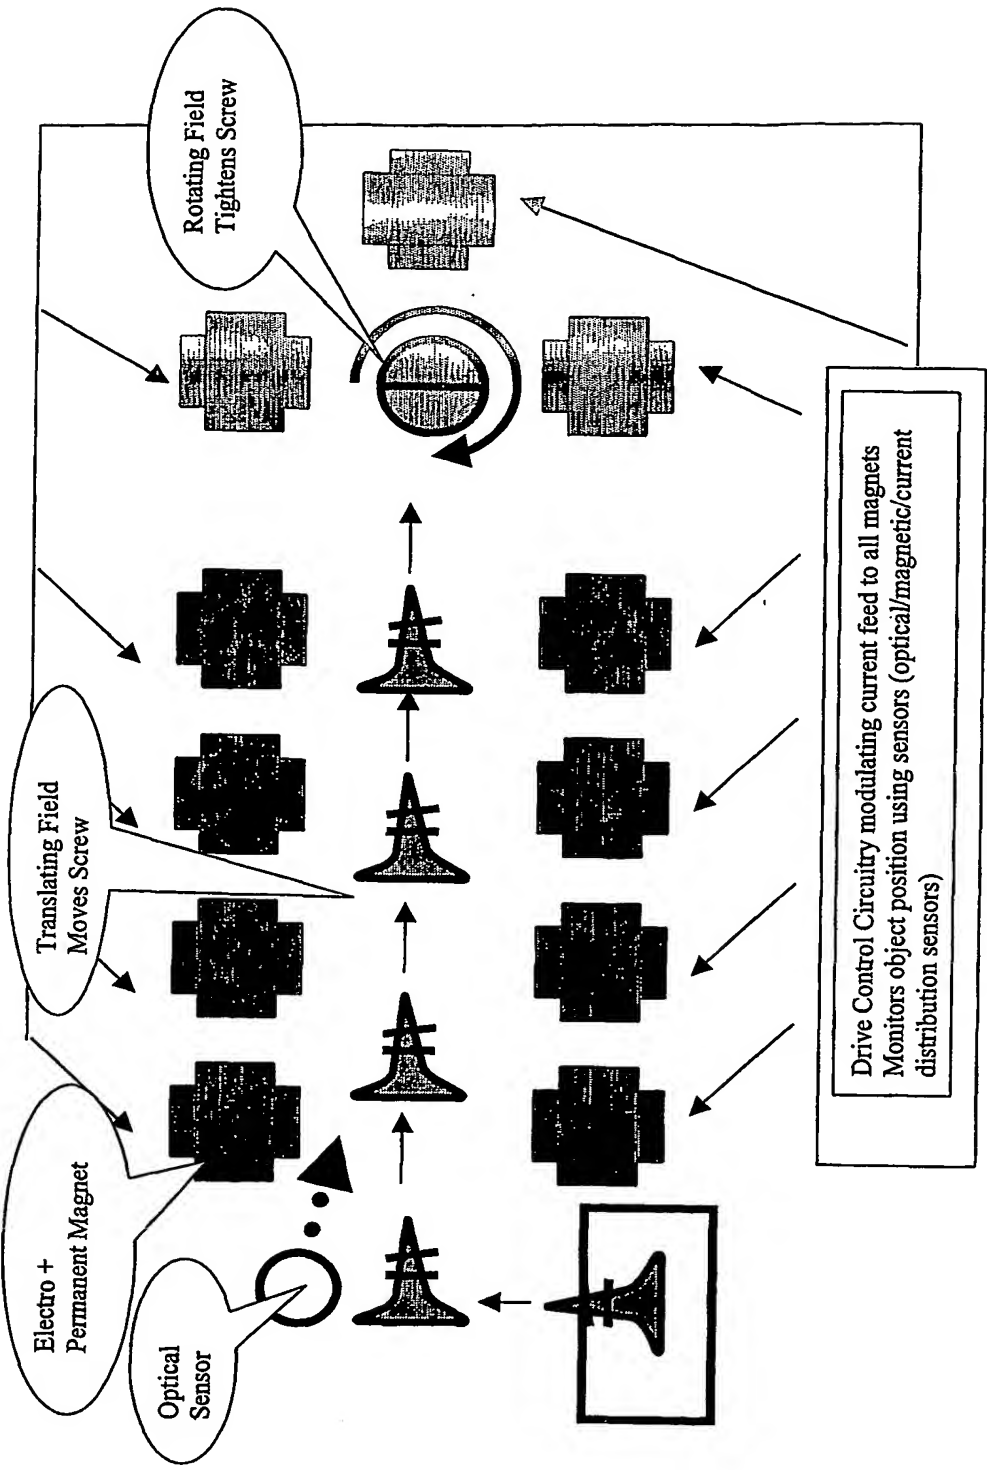 Electro +
Permanent Magnet
Optical
Sensor
Translating Field
Moves Screw
Rotating Field
Tightens Screw
Drive Control Circuitry modulating current feed to all magnets
Monitors object position using sensors (optical/magnetic/current
distribution sensors)